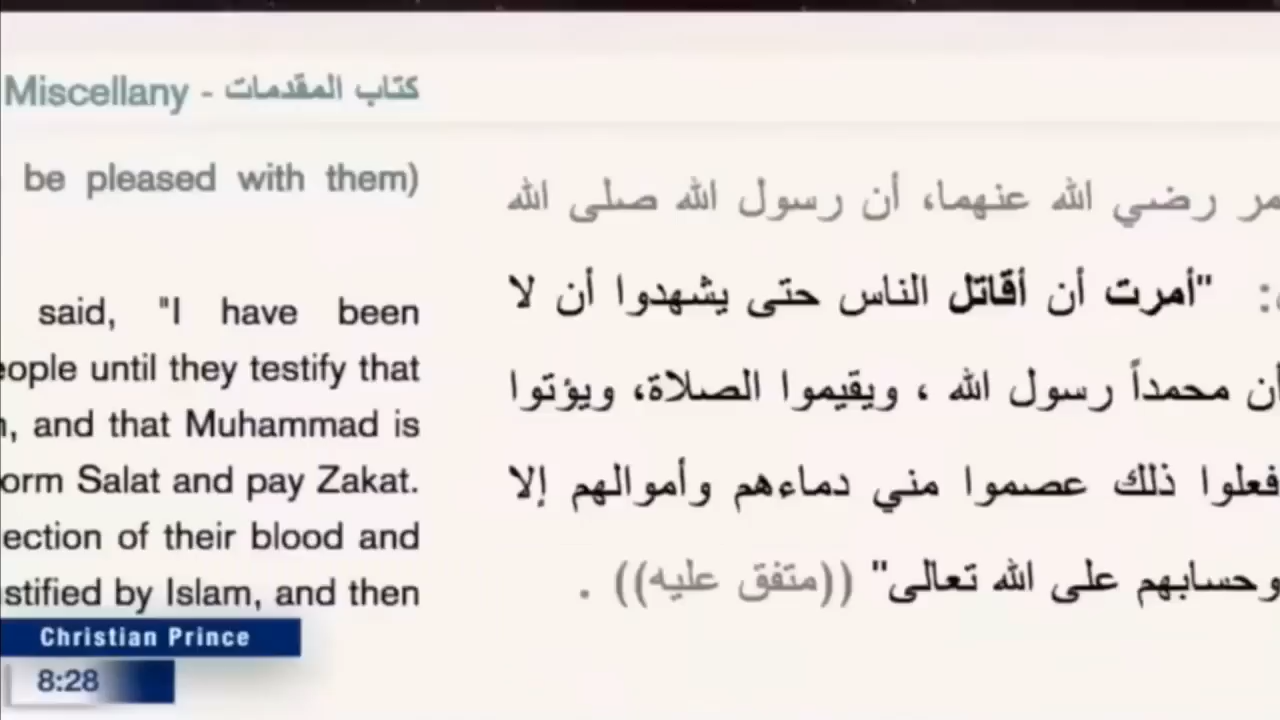 Miscellany - كتاب المقدمات
be pleased with them)
said, "I have been
eople until they testify that
, and that Muhammad is
orm Salat and pay Zakat.
ection of their blood and
stified by Islam, and then
مر رضي الله عنهما، أن رسول الله صلى الله
: "أمرت أن أقاتل الناس حتى يشهدوا أن لا
أن محمداً رسول الله ، ويقيموا الصلاة، ويؤتوا
فعلوا ذلك عصموا مني دماءهم وأموالهم إلا
وحسابهم على الله تعالى" ((متفق عليه)) .
Christian Prince
8:28